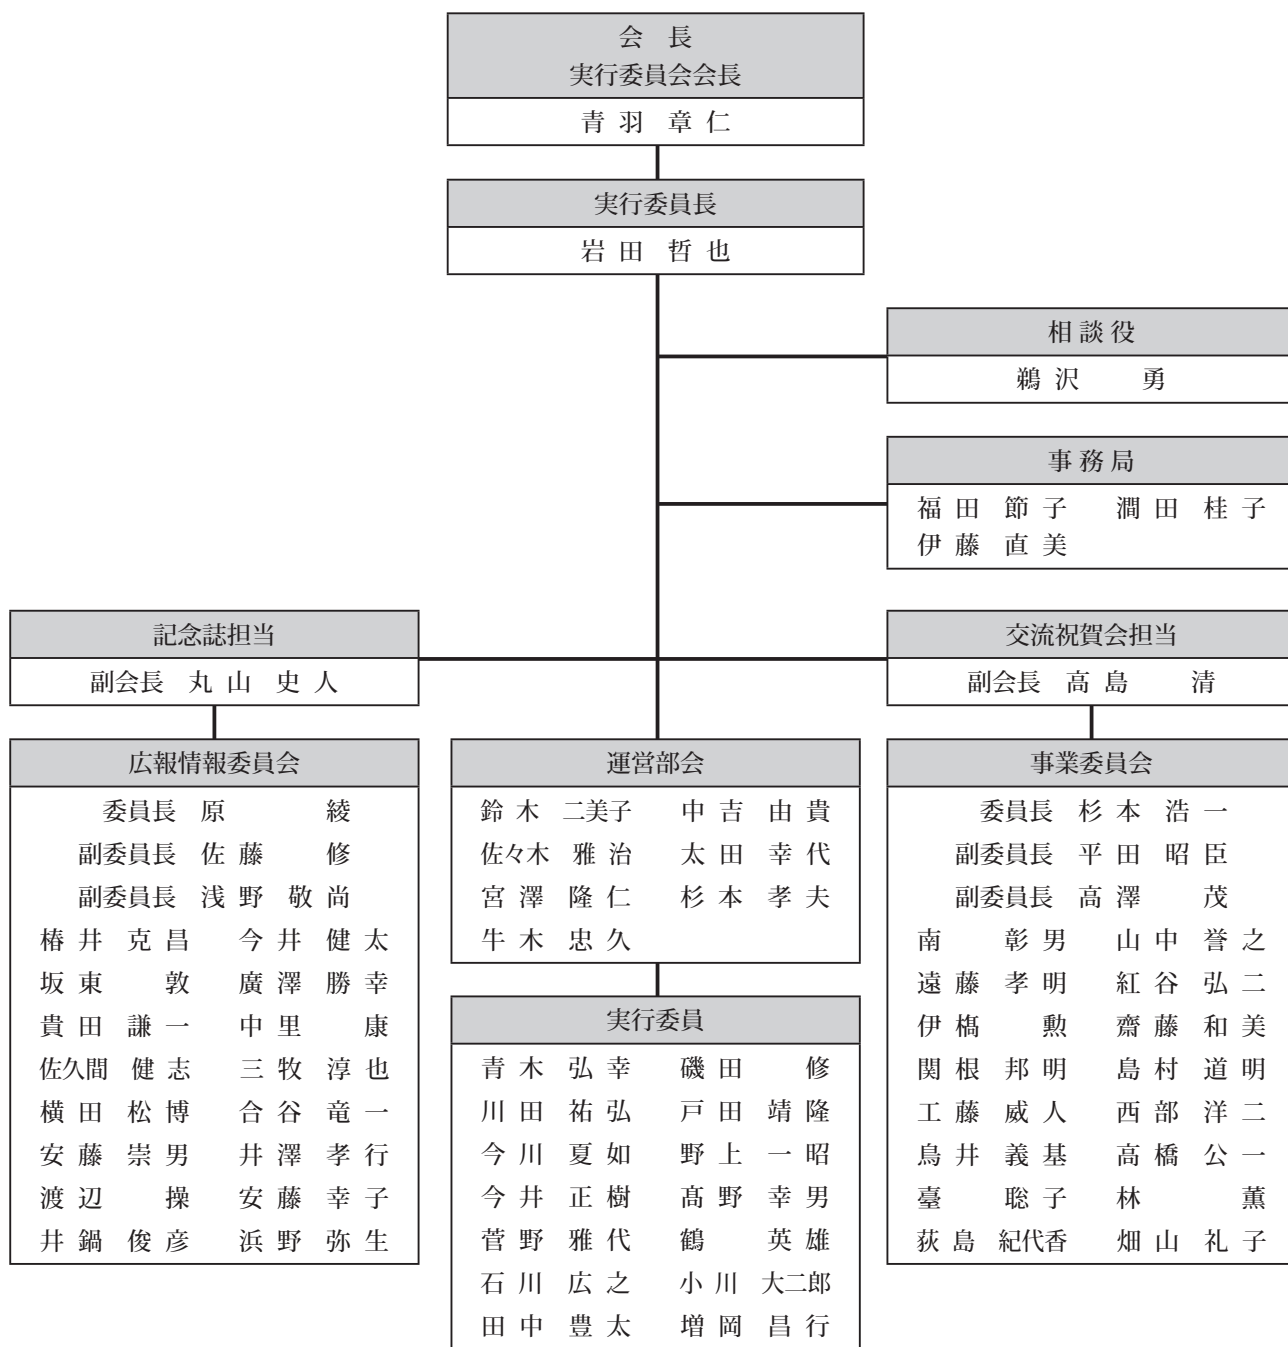 会 長
実行委員会会長
青羽 章仁
実行委員長
岩田 哲也
相談役
鵜沢 勇
事務局
福田 節子 澗田 桂子
伊藤 直美
記念誌担当
副会長 丸山 史人
交流祝賀会担当
副会長 高島 清
広報情報委員会
委員長 原 綾
副委員長 佐藤 修
副委員長 浅野 敬尚
椿井 克昌 今井 健太
坂東 敦 廣澤 勝幸
貴田 謙一 中里 康
佐久間 健志 三牧 淳也
横田 松博 合谷 竜一
安藤 崇男 井澤 孝行
渡辺 操 安藤 幸子
井鍋 俊彦 浜野 弥生
運営部会
鈴木 二美子 中吉 由貴
佐々木 雅治 太田 幸代
宮澤 隆仁 杉本 孝夫
牛木 忠久
実行委員
青木 弘幸 磯田 修
川田 祐弘 戸田 靖隆
今川 夏如 野上 一昭
今井 正樹 髙野 幸男
菅野 雅代 鶴 英雄
石川 広之 小川 大二郎
田中 豊太 増岡 昌行
事業委員会
委員長 杉本 浩一
副委員長 平田 昭臣
副委員長 高澤 茂
南 彰男 山中 誉之
遠藤 孝明 紅谷 弘二
伊橋 勲 齋藤 和美
関根 邦明 島村 道明
工藤 威人 西部 洋二
鳥井 義基 高橋 公一
臺 聡子 林 薫
荻島 紀代香 畑山 礼子